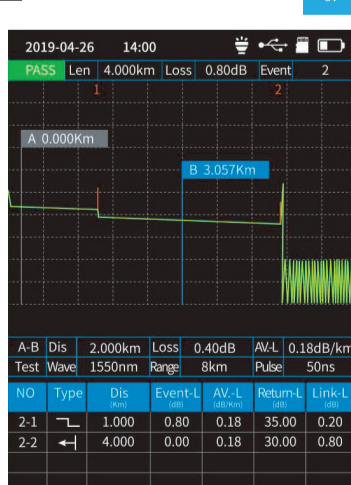 2019-04-26 14:00
PASS Len 4.000km Loss 0.80dB Event 2
1 2
A 0.000Km
B 3.057Km
A-B Dis 2.000km Loss 0.40dB AV.-L 0.18dB/km
Test Wave 1550nm Range 8km Pulse 50ns
NO Type Dis Event-L AV.-L Return-L Link-L
(Km) (dB) (dB/Km) (dB) (dB)
2-1 1.000 0.80 0.18 35.00 0.20
2-2 4.000 0.00 0.18 30.00 0.80